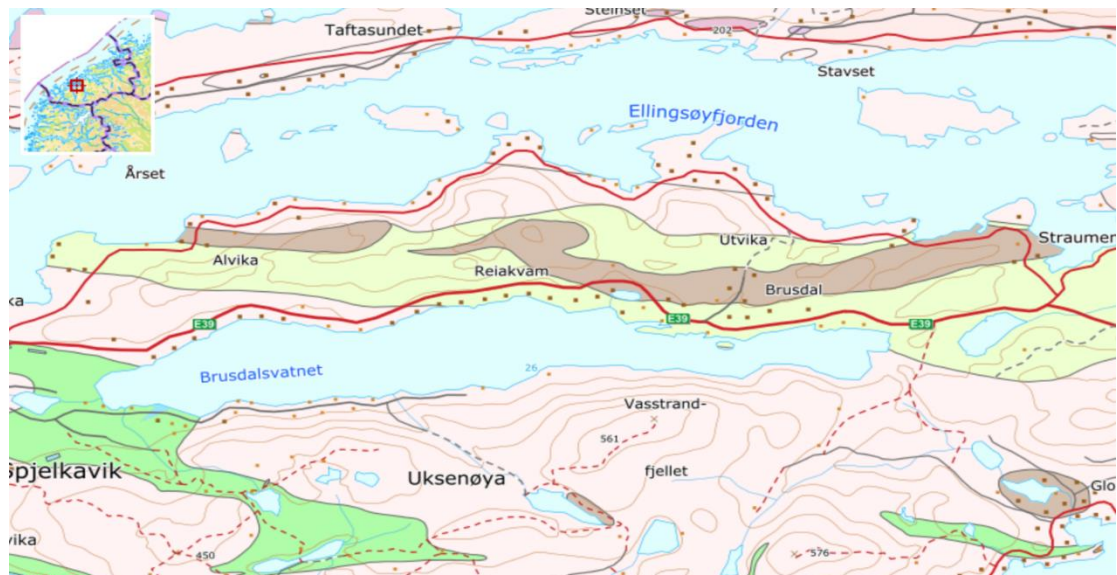 Steinset
Taftasundet
202
Stavset
Ellingsøyfjorden
Årset
Utvika
Straumen
Alvika
Reiakvam
Brusdal
ka
E39
E39
E39
Brusdalsvatnet
26
Vasstrand-
561
fjellet
Spjelkavik
Uksenøya
Glo
vika
450
576